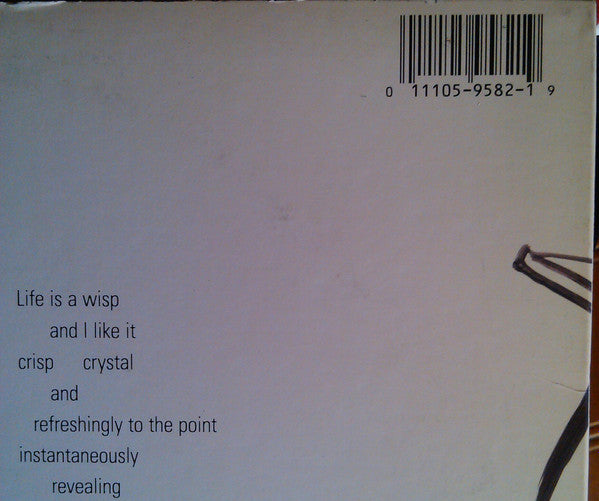 0 11105-9582-1 9
Life is a wisp
and I like it
crisp crystal
and
refreshingly to the point
instantaneously
revealing